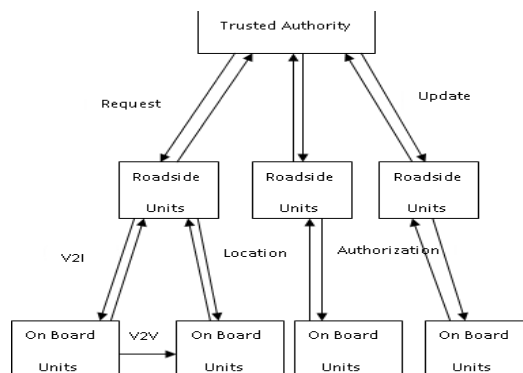 Trusted Authority
Request
Update
Roadside
Units
Roadside
Units
Roadside
Units
V2I
Location
Authorization
On Board
Units
V2V
On Board
Units
On Board
Units
On Board
Units